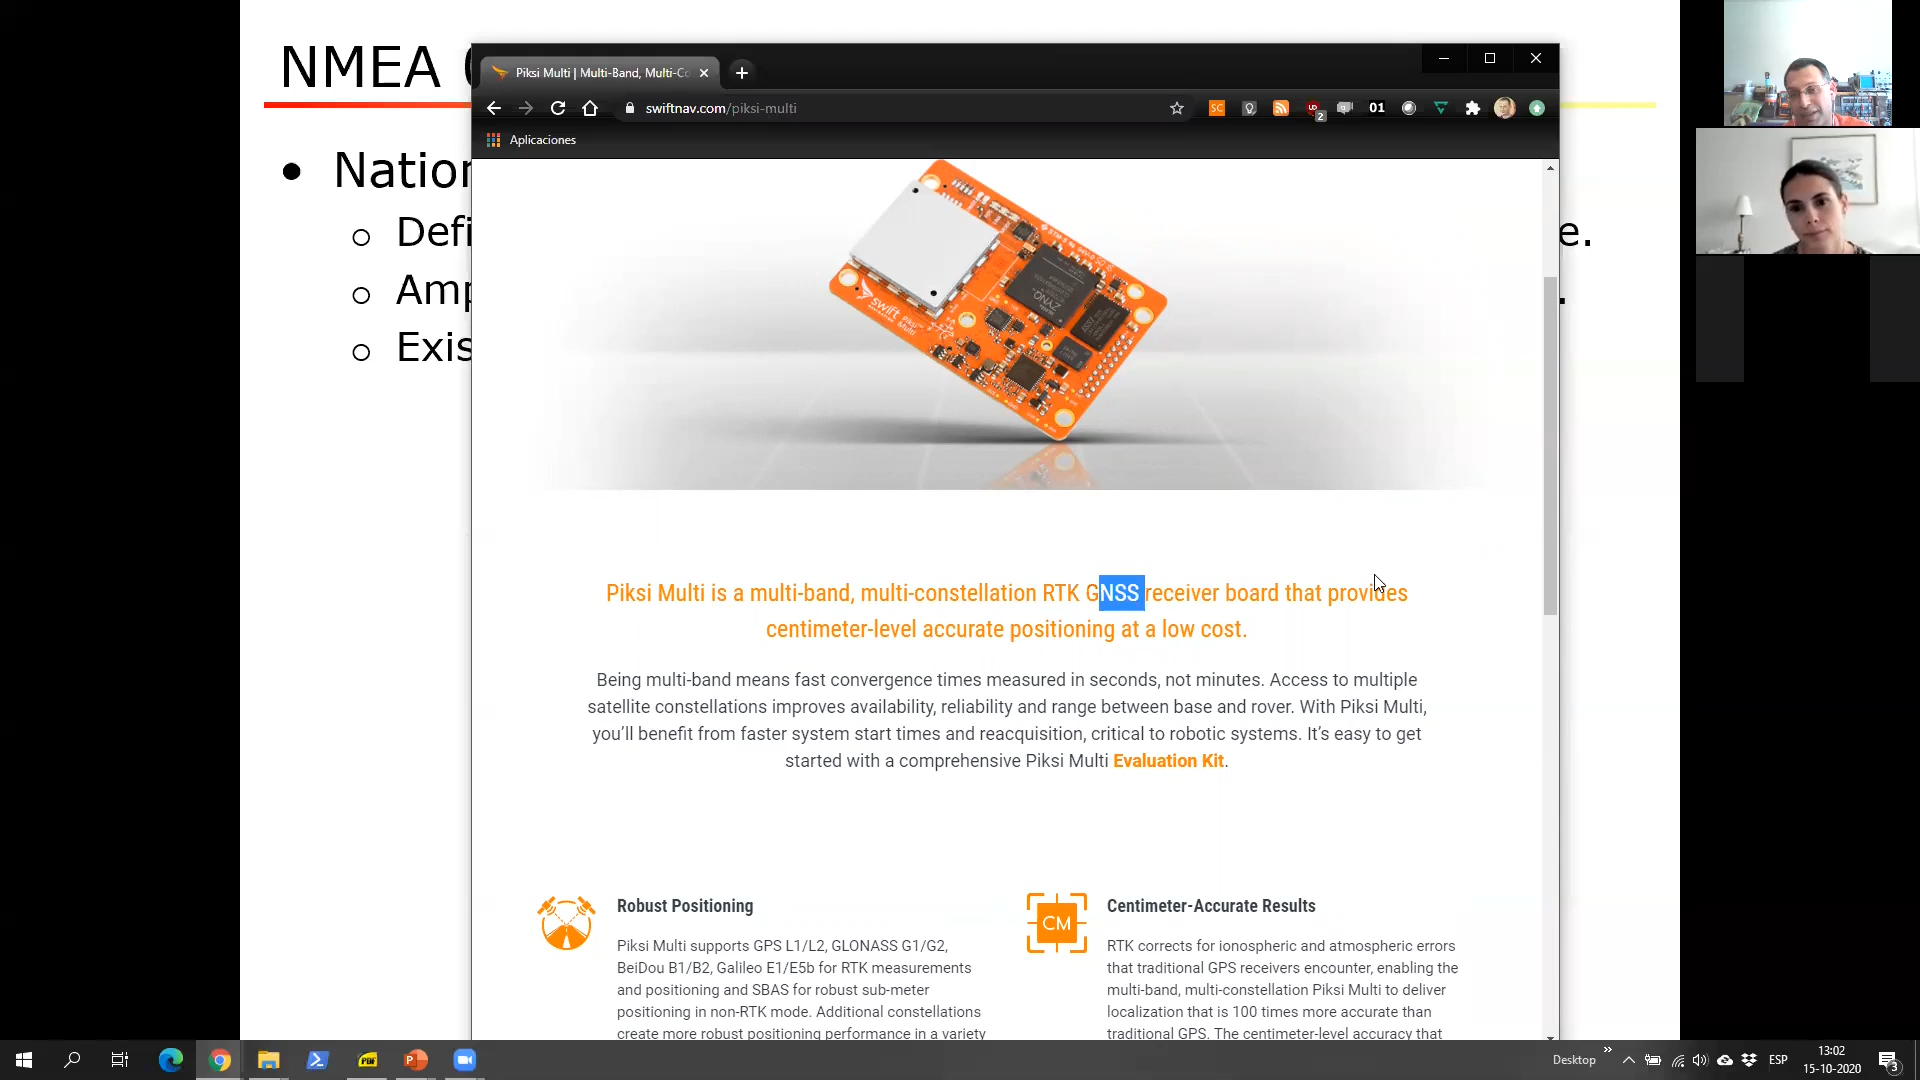 NMEA
Piksi Multi | Multi-Band, Multi-Co
swiftnav.com/piksi-multi
SC
2
01
Aplicaciones
• Nation
o Defi
e.
o Amp
.
o Exis
swift
Piksi Multi
ZYNQ
Piksi Multi is a multi-band, multi-constellation RTK GNSS receiver board that provides
centimeter-level accurate positioning at a low cost.
Being multi-band means fast convergence times measured in seconds, not minutes. Access to multiple
satellite constellations improves availability, reliability and range between base and rover. With Piksi Multi,
you’ll benefit from faster system start times and reacquisition, critical to robotic systems. It’s easy to get
started with a comprehensive Piksi Multi Evaluation Kit.
Robust Positioning
Piksi Multi supports GPS L1/L2, GLONASS G1/G2,
BeiDou B1/B2, Galileo E1/E5b for RTK measurements
and positioning and SBAS for robust sub-meter
positioning in non-RTK mode. Additional constellations
create more robust positioning performance in a variety
CM
Centimeter-Accurate Results
RTK corrects for ionospheric and atmospheric errors
that traditional GPS receivers encounter, enabling the
multi-band, multi-constellation Piksi Multi to deliver
localization that is 100 times more accurate than
traditional GPS. The centimeter-level accuracy that
PDF
Desktop
ESP
13:02
15-10-2020
3